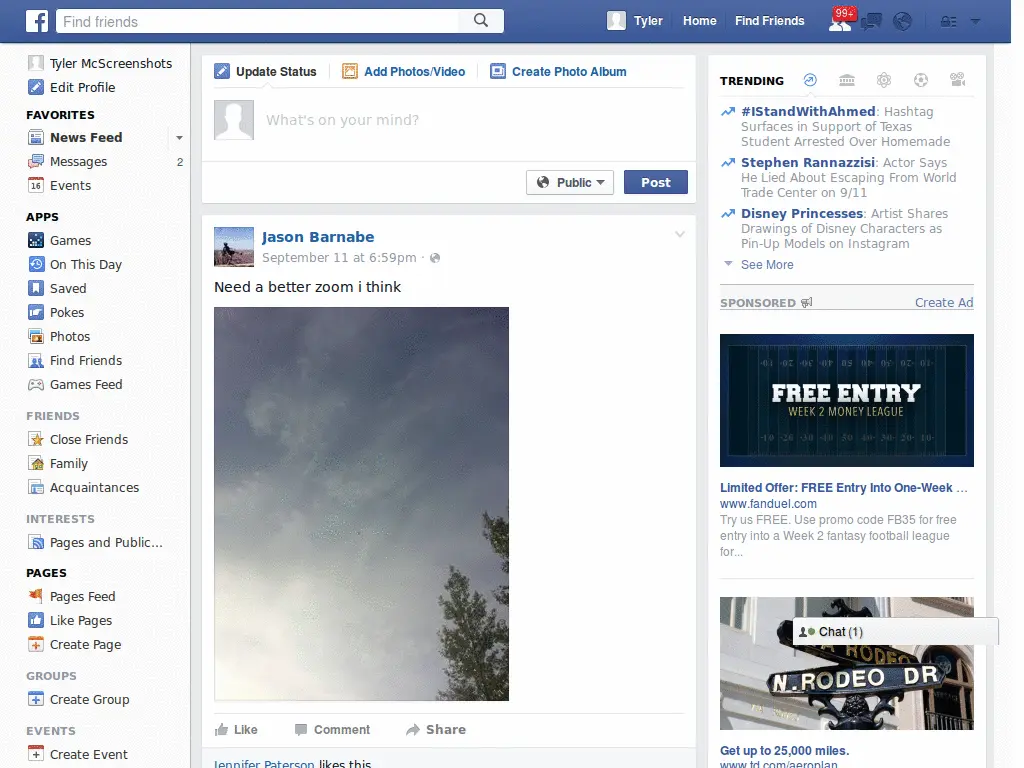 f
Find friends
Tyler
Home
Find Friends
99+
Tyler McScreenshots
Edit Profile
FAVORITES
News Feed
Messages
2
16
Events
APPS
Games
On This Day
Saved
Pokes
Photos
Find Friends
Games Feed
FRIENDS
Close Friends
Family
Acquaintances
INTERESTS
Pages and Public...
PAGES
Pages Feed
Like Pages
Create Page
GROUPS
Create Group
EVENTS
Create Event
Update Status
Add Photos/Video
Create Photo Album
What's on your mind?
Public
Post
Jason Barnabe
September 11 at 6:59pm ·
Need a better zoom i think
Like
Comment
Share
Jennifer Paterson likes this
TRENDING
#IStandWithAhmed: Hashtag
Surfaces in Support of Texas
Student Arrested Over Homemade
Stephen Rannazzisi: Actor Says
He Lied About Escaping From World
Trade Center on 9/11
Disney Princesses: Artist Shares
Drawings of Disney Characters as
Pin-Up Models on Instagram
See More
SPONSORED
Create Ad
FREE ENTRY
WEEK 2 MONEY LEAGUE
Limited Offer: FREE Entry Into One-Week ...
www.fanduel.com
Try us FREE. Use promo code FB35 for free
entry into a Week 2 fantasy football league
for...
Chat (1)
RODEO
N. RODEO DR
Get up to 25,000 miles.
www.td.com/aeroplan